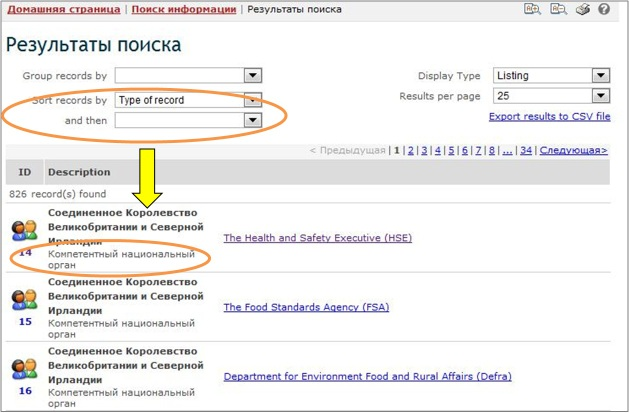 Домашняя страница | Поиск информации | Результаты поиска
Результаты поиска
Group records by
Display Type Listing
Sort records by Type of record
Results per page 25
and then
Export results to CSV file
< Предыдущая | 1 | 2 | 3 | 4 | 5 | 6 | 7 | 8 | ... | 34 | Следующая>
ID Description
826 record(s) found
Соединенное Королевство
Великобритании и Северной
Ирландии
The Health and Safety Executive (HSE)
14 Компетентный национальный
орган
Соединенное Королевство
Великобритании и Северной
Ирландии
The Food Standards Agency (FSA)
15 Компетентный национальный
орган
Соединенное Королевство
Великобритании и Северной
Ирландии
Department for Environment Food and Rural Affairs (Defra)
16 Компетентный национальный
орган